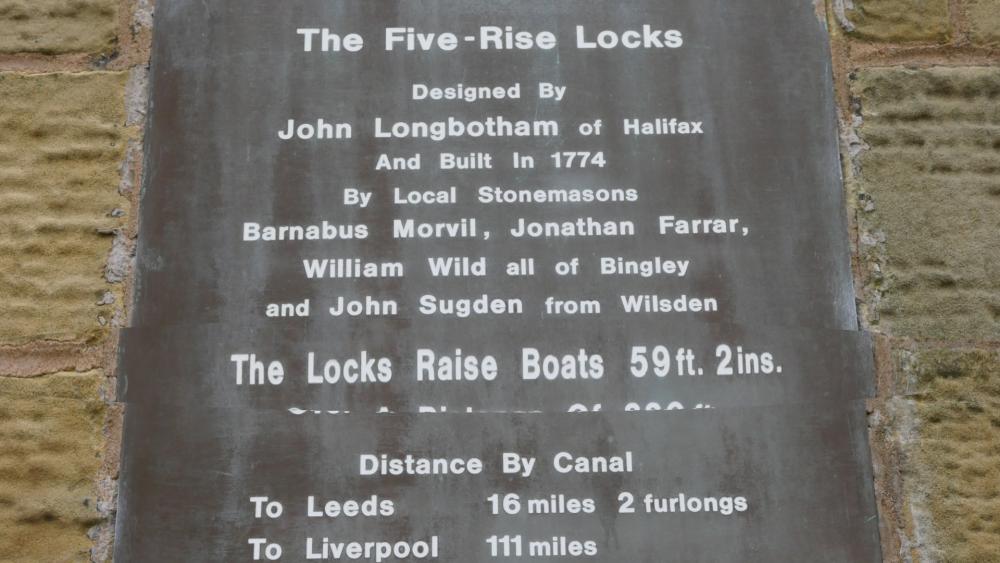 The Five-Rise Locks
Designed By
John Longbotham of Halifax
And Built In 1774
By Local Stonemasons
Barnabus Morvil, Jonathan Farrar,
William Wild all of Bingley
and John Sugden from Wilsden
The Locks Raise Boats 59ft. 2ins.
Distance By Canal
To Leeds 16 miles 2 furlongs
To Liverpool 111 miles